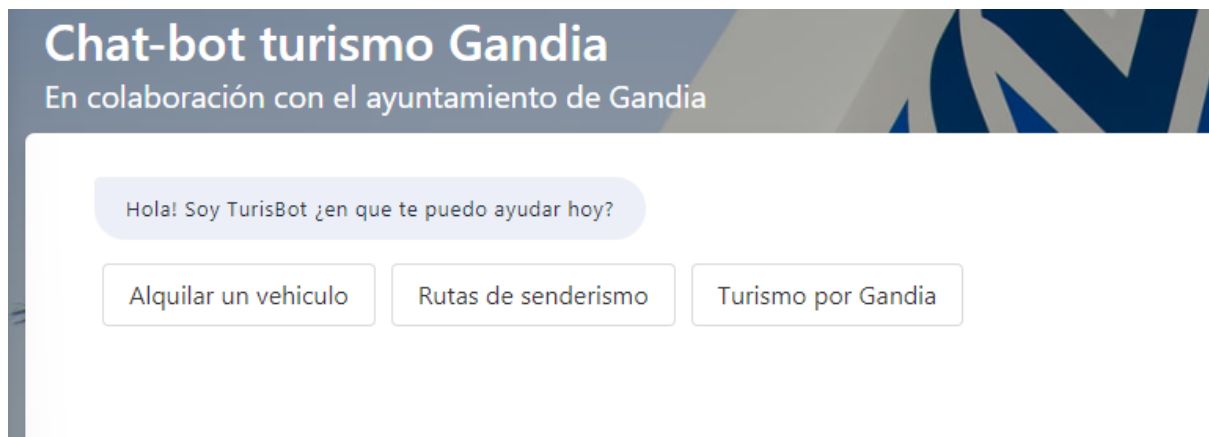 Chat-bot turismo Gandia
En colaboración con el ayuntamiento de Gandia
Hola! Soy TurisBot ¿en que te puedo ayudar hoy?
Alquilar un vehiculo
Rutas de senderismo
Turismo por Gandia